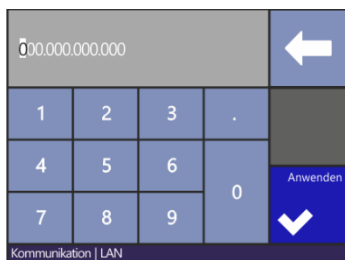 000.000.000.000
1 2 3 .
4 5 6
Anwenden
0
7 8 9
Kommunikation | LAN